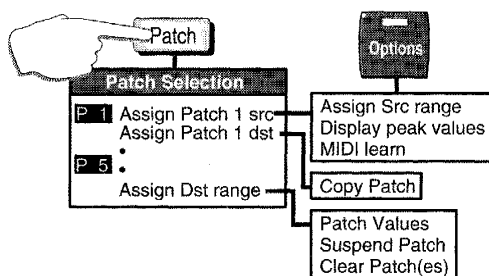 Patch
Options
Patch Selection
P 1 Assign Patch 1 src
Assign Patch 1 dst
P 5
Assign Dst range
Assign Src range
Display peak values
MIDI learn
Copy Patch
Patch Values
Suspend Patch
Clear Patch(es)